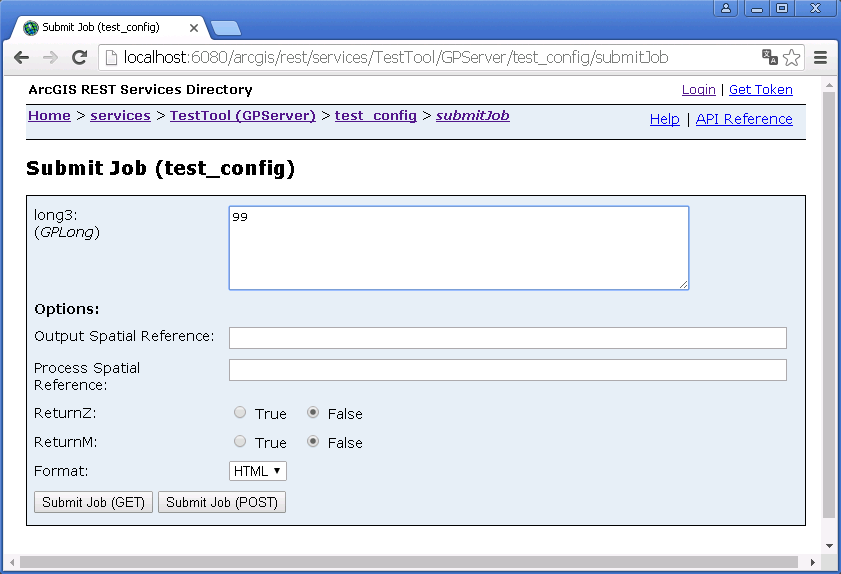 Submit Job (test_config)
localhost:6080/arcgis/rest/services/TestTool/GPServer/test_config/submitJob
ArcGIS REST Services Directory
Login | Get Token
Home > services > TestTool (GPServer) > test_config > submitJob
Help | API Reference
Submit Job (test_config)
long3:
(GPLong)
99
Options:
Output Spatial Reference:
Process Spatial
Reference:
ReturnZ: True False
ReturnM: True False
Format: HTML
Submit Job (GET) Submit Job (POST)